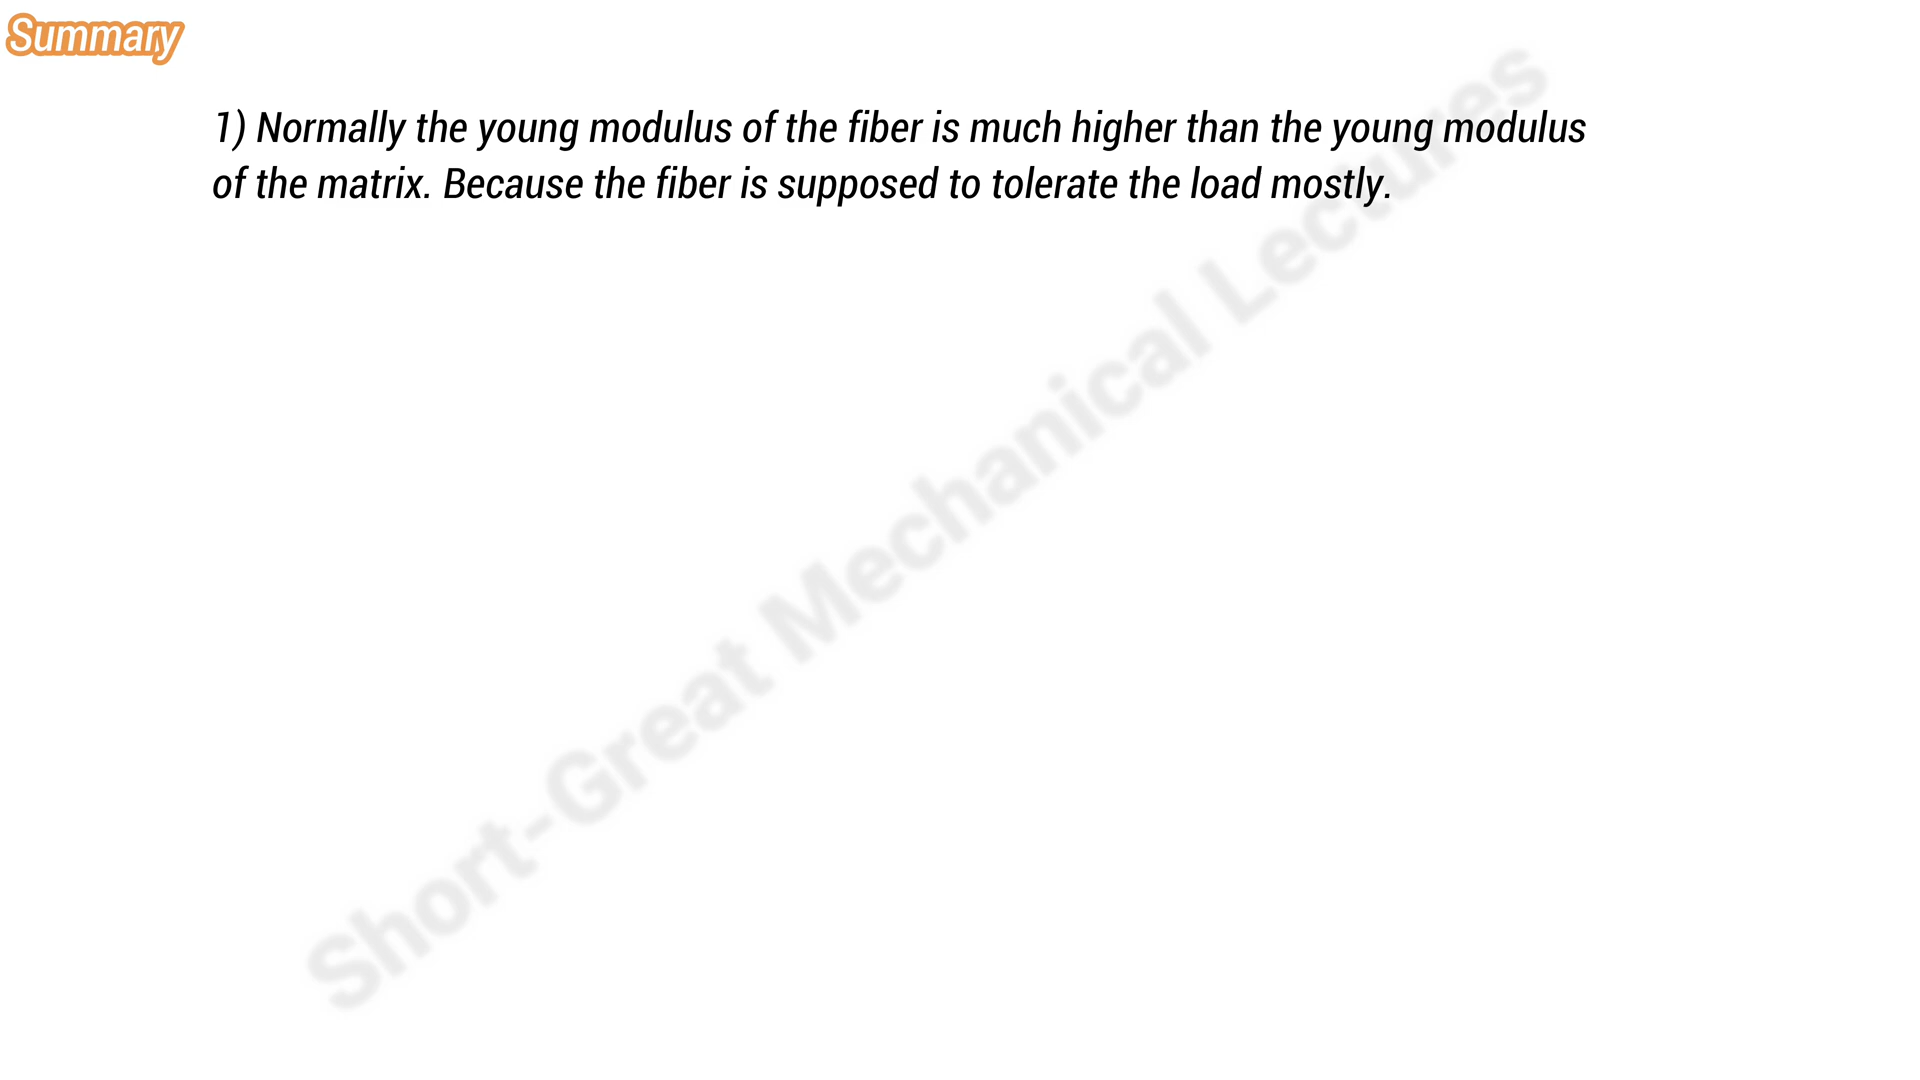 Summary
1) Normally the young modulus of the fiber is much higher than the young modulus
of the matrix. Because the fiber is supposed to tolerate the load mostly.
Short-Great Mechanical Lectures